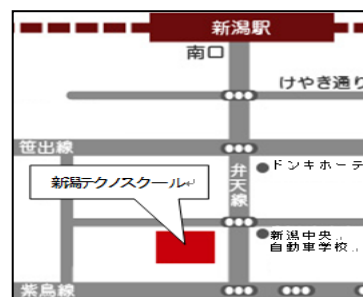 新潟駅
南口
けやき通り
笹出線
ドンキホーテ
弁天線
新潟テクノスクール
新潟中央
自動車学校
紫鳥線